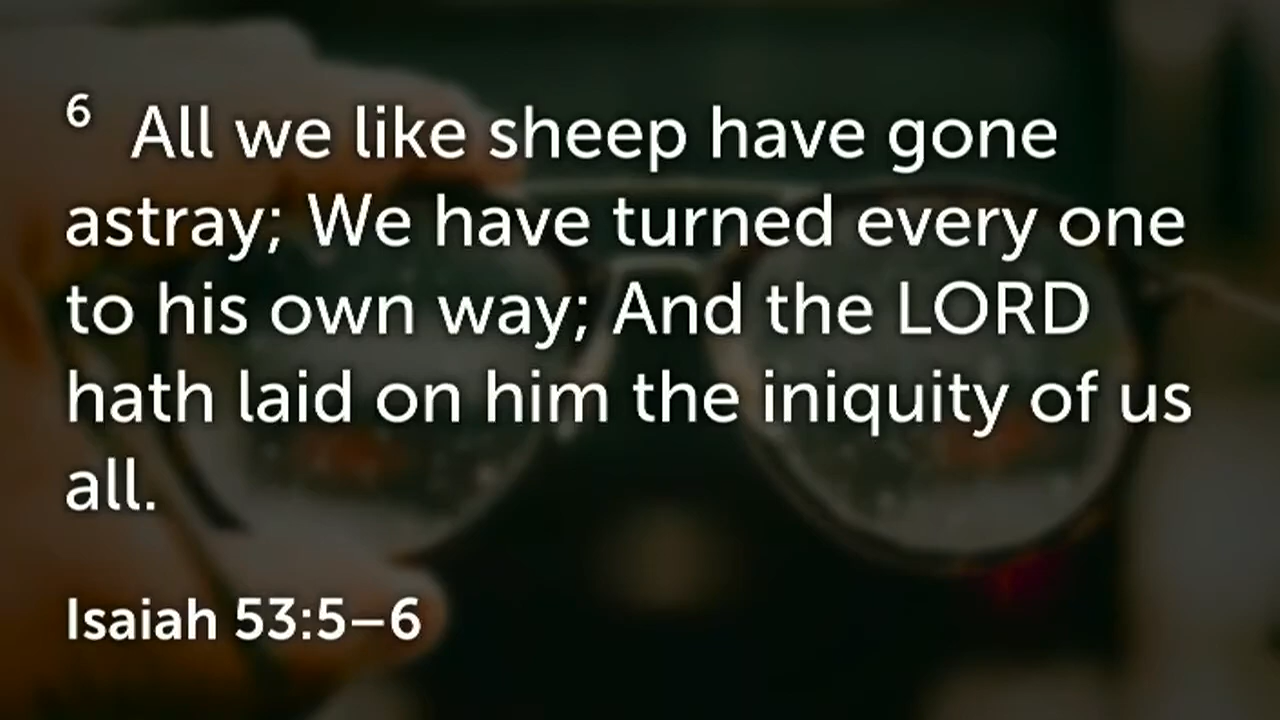 6 All we like sheep have gone
astray; We have turned every one
to his own way; And the LORD
hath laid on him the iniquity of us
all.
Isaiah 53:5–6